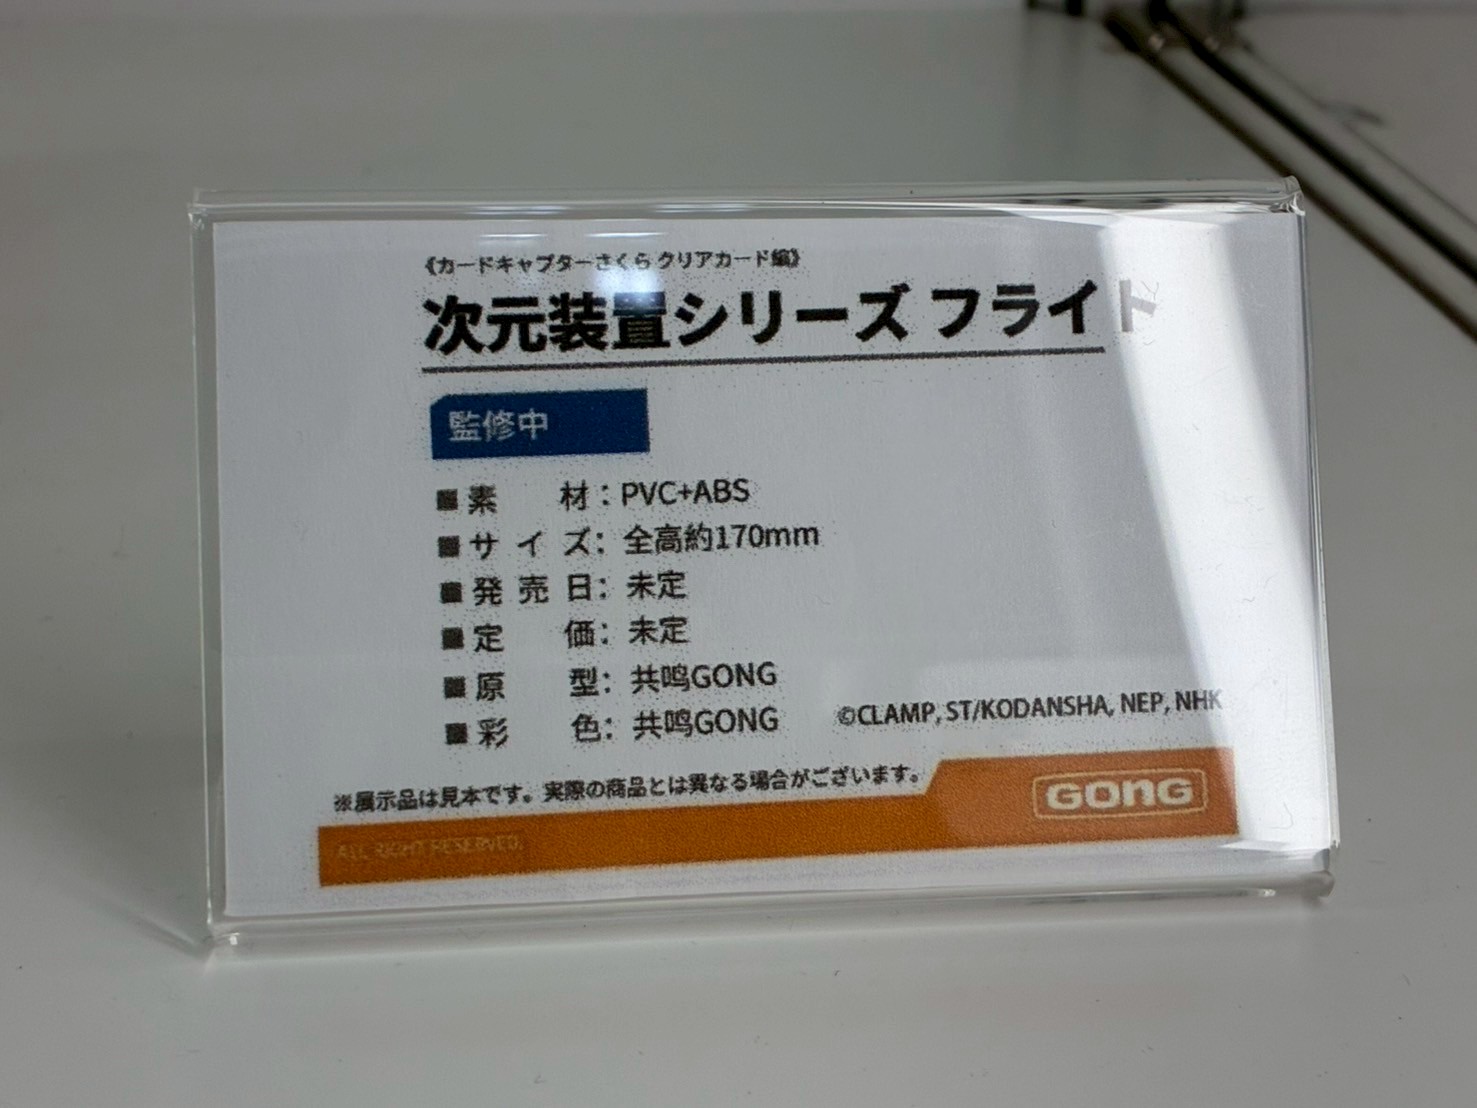 《カードキャプターさくら クリアカード編》
次元装置シリーズ フライト
監修中
■素材：PVC+ABS
■サイズ：全高約170mm
■発売日：未定
■定価：未定
■原型：共鸣GONG
■彩色：共鸣GONG
©CLAMP, ST/KODANSHA, NEP, NHK
※展示品は見本です。実際の商品とは異なる場合がございます。
GONG
ALL RIGHT RESERVED.